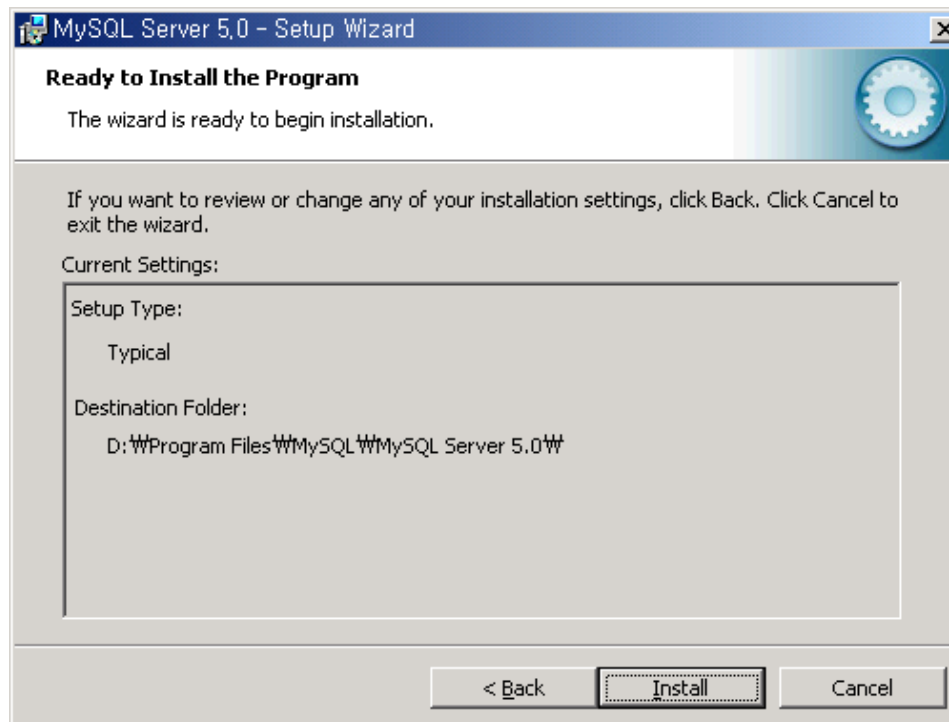 MySQL Server 5,0 - Setup Wizard
Ready to Install the Program
The wizard is ready to begin installation.
If you want to review or change any of your installation settings, click Back. Click Cancel to
exit the wizard.
Current Settings:
Setup Type:
Typical
Destination Folder:
D:₩Program Files₩MySQL₩MySQL Server 5.0₩
< Back
Install
Cancel